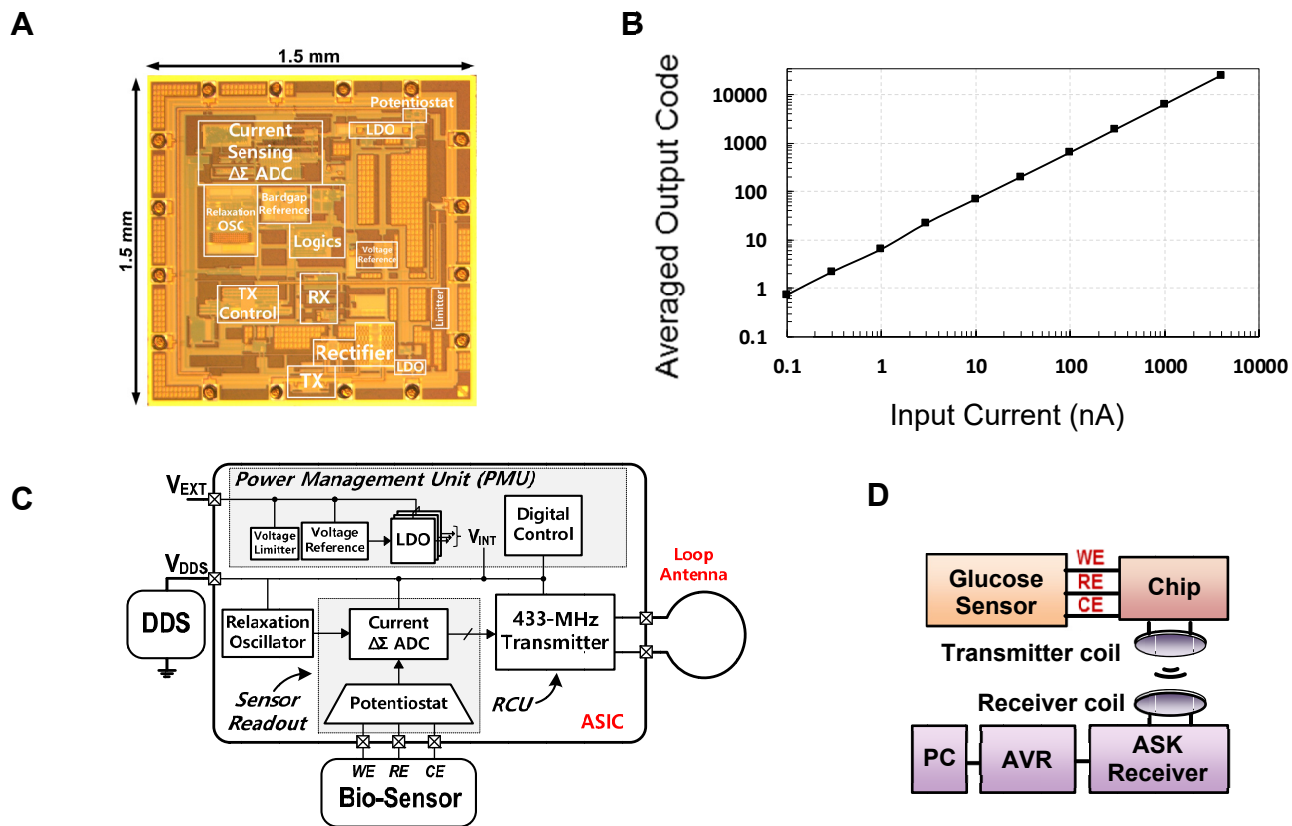 A
1.5 mm
1.5 mm
Potentiostat
LDO
Current
Sensing
ΔΣ ADC
Bardgap
Reference
Relaxation
OSC
Logics
Voltage
Reference
TX
Control
RX
Limitter
Rectifier
LDO
TX
B
Averaged Output Code
10000
1000
100
10
1
0.1
0.1
1
10
100
1000
10000
Input Current (nA)
C
Power Management Unit (PMU)
VEXT
Voltage
Limiter
Voltage
Reference
LDO
VINT
Digital
Control
VDDS
DDS
Relaxation
Oscillator
Current
ΔΣ ADC
433-MHz
Transmitter
Loop
Antenna
Sensor
Readout
Potentiostat
RCU
ASIC
WE RE CE
Bio-Sensor
D
Glucose
Sensor
WE
RE
CE
Chip
Transmitter coil
Receiver coil
PC
AVR
ASK
Receiver